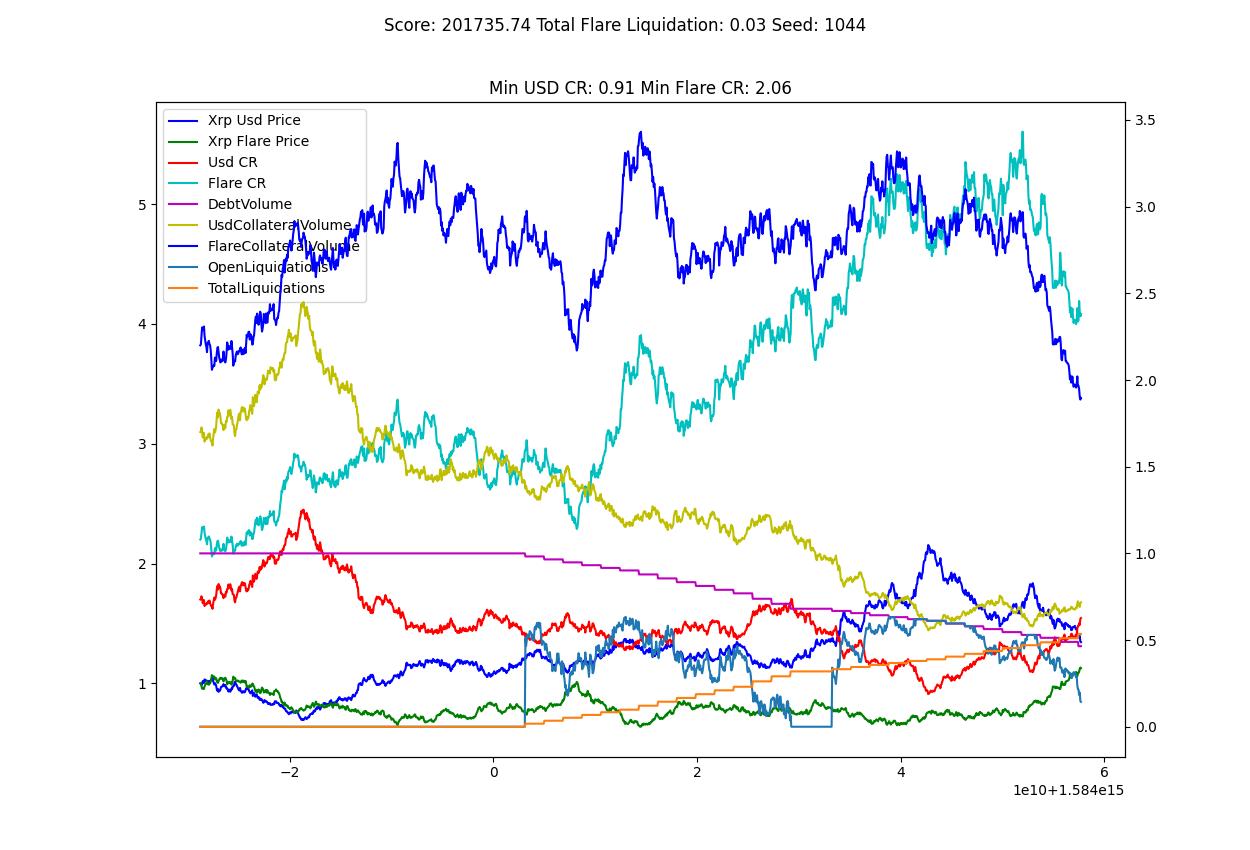 Score: 201735.74 Total Flare Liquidation: 0.03 Seed: 1044
Min USD CR: 0.91 Min Flare CR: 2.06
Xrp Usd Price
Xrp Flare Price
Usd CR
Flare CR
DebtVolume
UsdCollateralVolume
FlareCollateralVolume
OpenLiquidations
TotalLiquidations
5
4
3
2
1
3.5
3.0
2.5
2.0
1.5
1.0
0.5
0.0
−2
0
2
4
6
1e10+1.584e15